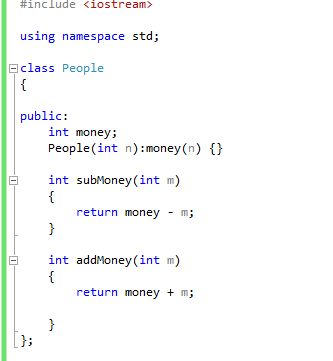 #include <iostream>
using namespace std;
class People
{
public:
int money;
People(int n):money(n) {}
int subMoney(int m)
{
return money - m;
}
int addMoney(int m)
{
return money + m;
}
};